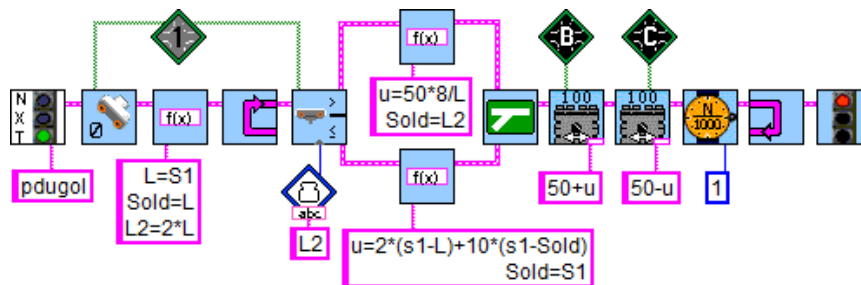 1
B
C
N
X
T
0
f(x)
>
≤
f(x)
f(x)
100
100
N
1000
pdugol
L=S1
Sold=L
L2=2*L
abc
L2
u=50*8/L
Sold=L2
u=2*(s1-L)+10*(s1-Sold)
Sold=S1
50+u
50-u
1